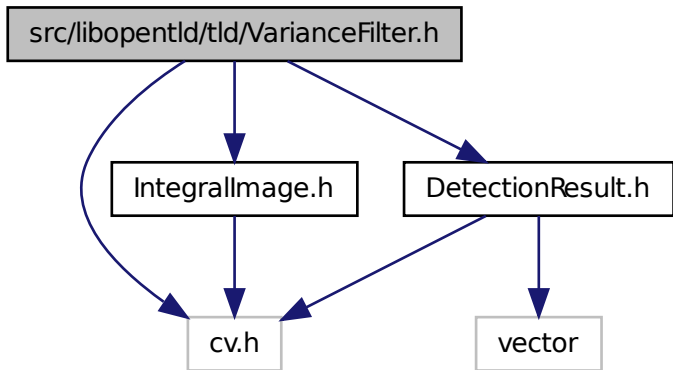 src/libopentld/tld/VarianceFilter.h
IntegralImage.h
DetectionResult.h
cv.h
vector